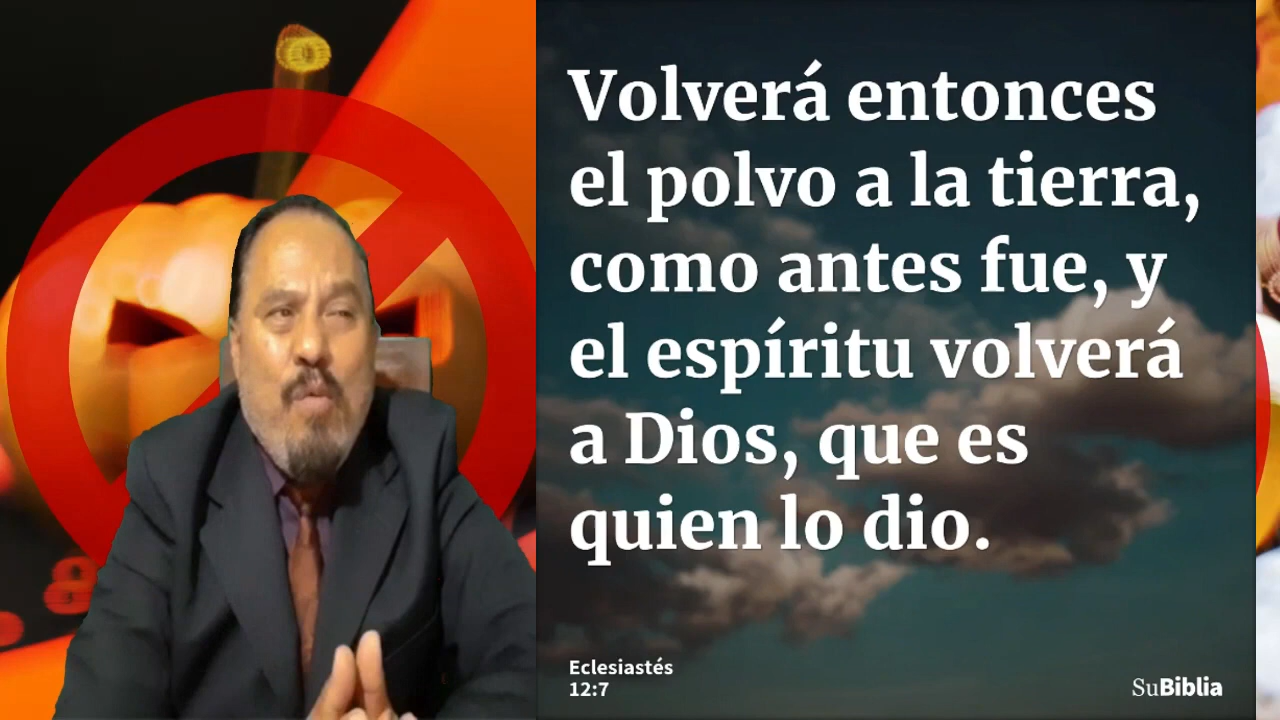 Volverá entonces
el polvo a la tierra,
como antes fue, y
el espíritu volverá
a Dios, que es
quien lo dio.
Eclesiastés
12:7
SuBiblia